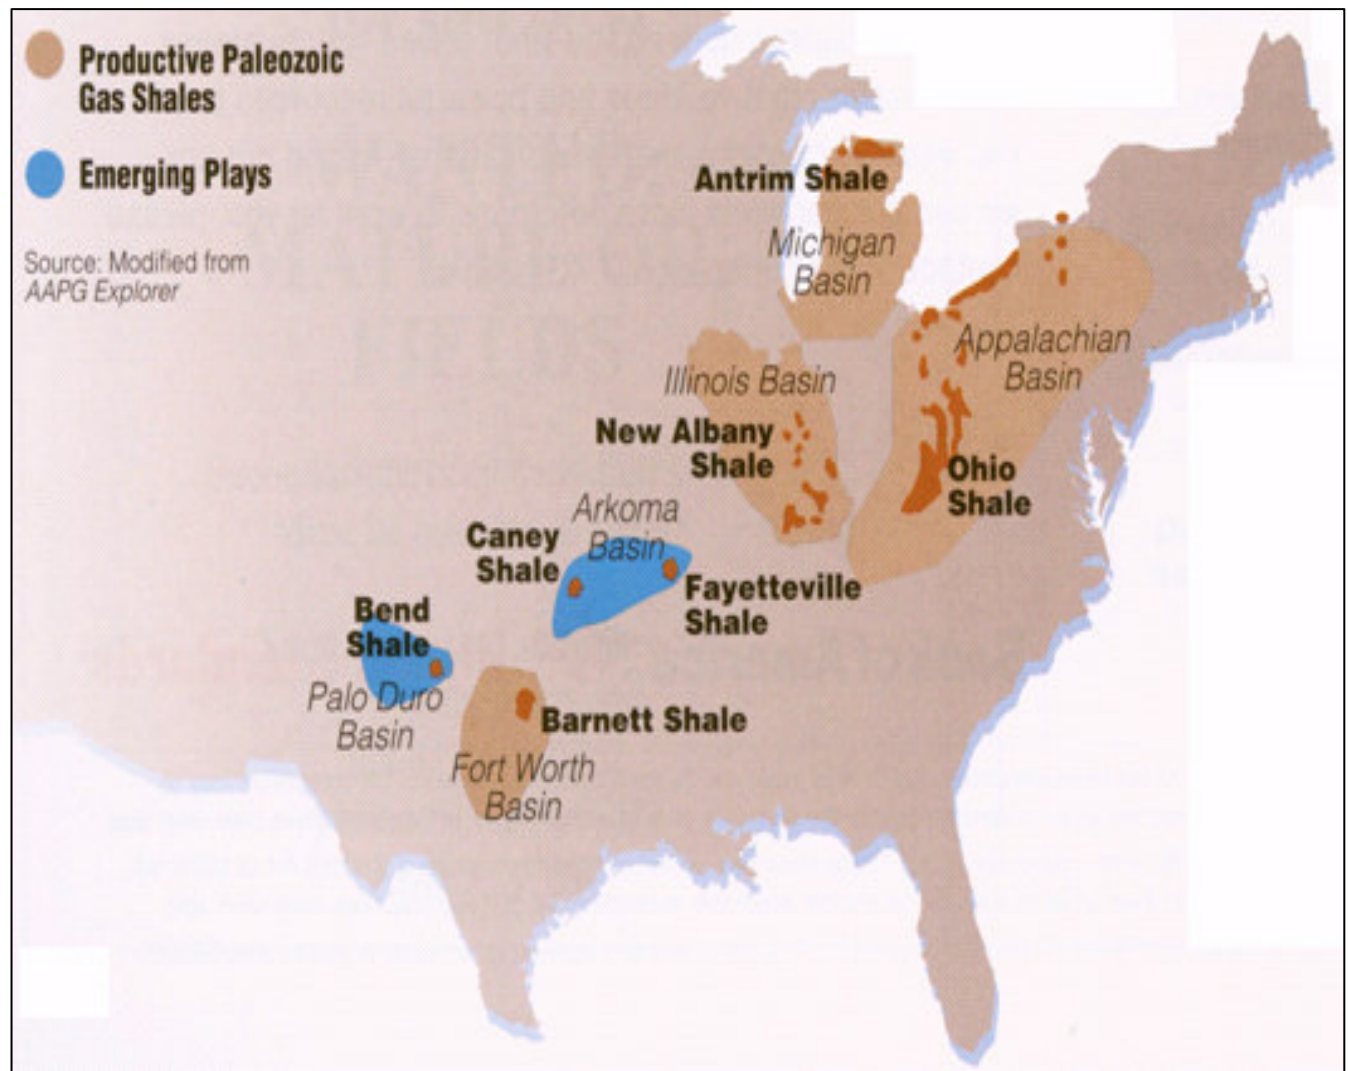 Productive Paleozoic
Gas Shales
Emerging Plays
Source: Modified from
AAPG Explorer
Antrim Shale
Michigan
Basin
Appalachian
Basin
Illinois Basin
New Albany
Shale
Ohio
Shale
Arkoma
Basin
Caney
Shale
Fayetteville
Shale
Bend
Shale
Palo Duro
Basin
Barnett Shale
Fort Worth
Basin